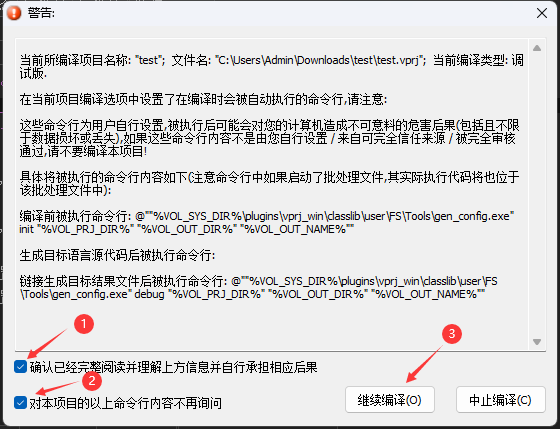 警告:
当前所编译项目名称: "test"; 文件名: "C:\Users\Admin\Downloads\test\test.vprj"; 当前编译类型: 调
试版.
在当前项目编译选项中设置了在编译时会被自动执行的命令行,请注意:
这些命令行为用户自行设置,被执行后可能会对您的计算机造成不可意料的危害后果(包括且不限
于数据损坏或丢失),如果这些命令行内容不是由您自行设置 / 来自可完全信任来源 / 被完全审核
通过,请不要编译本项目!
具体将被执行的命令行内容如下(注意命令行中如果启动了批处理文件,其实际执行代码将也位于
该批处理文件中):
编译前被执行命令行: @""%VOL_SYS_DIR%\plugins\vprj_win\classlib\user\FS\Tools\gen_config.exe"
init "%VOL_PRJ_DIR%" "%VOL_OUT_DIR%" "%VOL_OUT_NAME%""
生成目标语言源代码后被执行命令行:
链接生成目标结果文件后被执行命令行: @""%VOL_SYS_DIR%\plugins\vprj_win\classlib\user\FS
\Tools\gen_config.exe" debug "%VOL_PRJ_DIR%" "%VOL_OUT_DIR%" "%VOL_OUT_NAME%""
1
3
确认已经完整阅读并理解上方信息并自行承担相应后果
2
对本项目的以上命令行内容不再询问
继续编译(O)
中止编译(C)